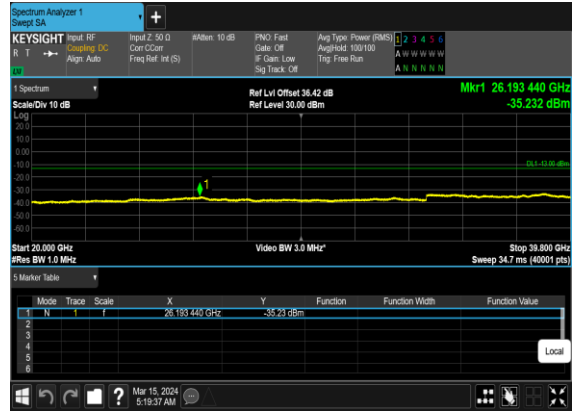 Spectrum Analyzer 1
Swept SA
+
KEYSIGHT Input: RF Input Z: 50 Ω #Atten: 10 dB PNO: Fast Avg Type: Power (RMS) 1 2 3 4 5 6
R T Coupling: DC Corr CCorr Gate: Off Avg|Hold: 100/100 A W W W W W
Align: Auto Freq Ref: Int (S) IF Gain: Low Trig: Free Run
Sig Track: Off A N N N N N
1 Spectrum Ref Lvl Offset 36.42 dB Mkr1 26.193 440 GHz
Scale/Div 10 dB Ref Level 30.00 dBm -35.232 dBm
Log
20.0
10.0
0.00
-10.0 DL1 -13.00 dBm
-20.0
-30.0 1
-40.0
-50.0
-60.0
Start 20.000 GHz Video BW 3.0 MHz* Stop 39.800 GHz
#Res BW 1.0 MHz Sweep 34.7 ms (40001 pts)
5 Marker Table
Mode Trace Scale X Y Function Function Width Function Value
1 N 1 f 26.193 440 GHz -35.23 dBm
2
3
4
5
6
Local
? Mar 15, 2024
5:19:37 AM